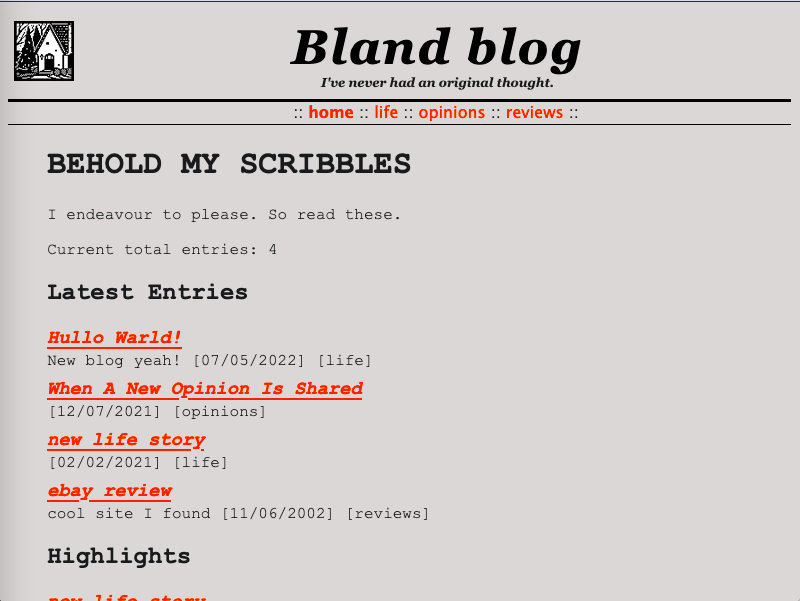 Bland blog
I've never had an original thought.
:: home :: life :: opinions :: reviews ::
BEHOLD MY SCRIBBLES
I endeavour to please. So read these.
Current total entries: 4
Latest Entries
Hullo Warld!
New blog yeah! [07/05/2022] [life]
When A New Opinion Is Shared
[12/07/2021] [opinions]
new life story
[02/02/2021] [life]
ebay review
cool site I found [11/06/2002] [reviews]
Highlights
new life story